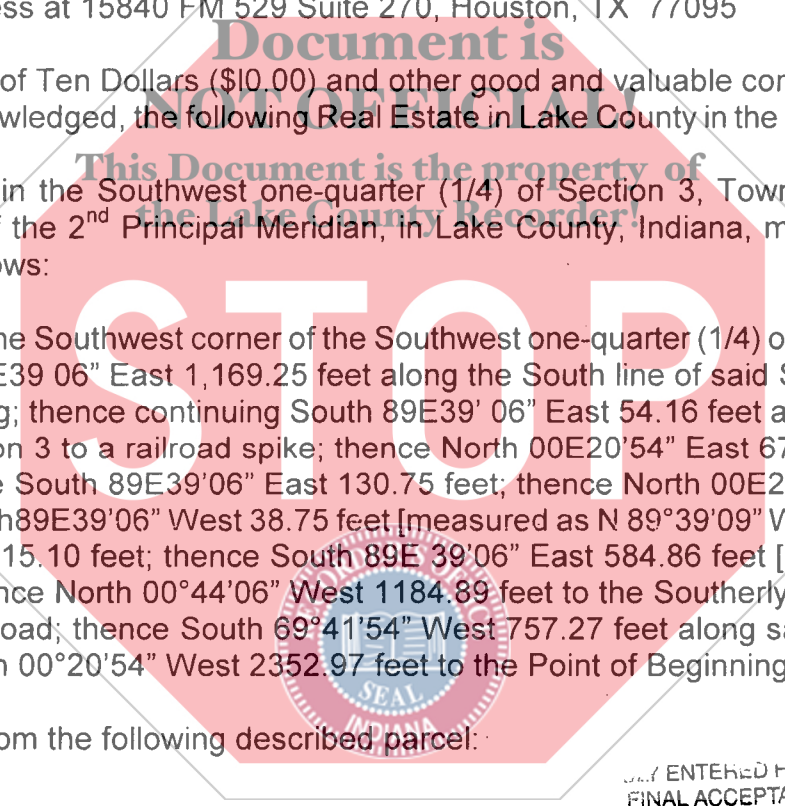 ess at 15840 FM 529 Suite 270, Houston, TX 77095
Document is
of Ten Dollars ($I0.00) and other good and valuable con
NOT OFFICIAL!
wledged, the following Real Estate in Lake County in the
This Document is the property of
in the Southwest one-quarter (1/4) of Section 3, Town
the Lake County Recorder!
f the 2nd Principal Meridian, in Lake County, Indiana, m
ows:
STOP
ne Southwest corner of the Southwest one-quarter (1/4) o
E39 06” East 1,169.25 feet along the South line of said S
g; thence continuing South 89E39’ 06” East 54.16 feet a
on 3 to a railroad spike; thence North 00E20’54” East 67
e South 89E39’06” East 130.75 feet; thence North 00E2
h89E39’06” West 38.75 feet [measured as N 89°39’09” W
15.10 feet; thence South 89E 39’06” East 584.86 feet [
nce North 00°44’06” West 1184.89 feet to the Southerly
oad; thence South 69°41’54” West 757.27 feet along sa
h 00°20’54” West 2352.97 feet to the Point of Beginning
SEAL
INDIANA
om the following described parcel:
ENTERED F
FINAL ACCEPTA